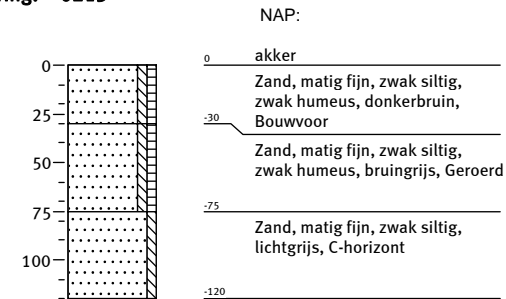 NAP:
0 akker
0
Zand, matig fijn, zwak siltig,
zwak humeus, donkerbruin,
25
-30 Bouwvoor
Zand, matig fijn, zwak siltig,
50
zwak humeus, bruingrijs, Geroerd
75
-75
Zand, matig fijn, zwak siltig,
lichtgrijs, C-horizont
100
-120